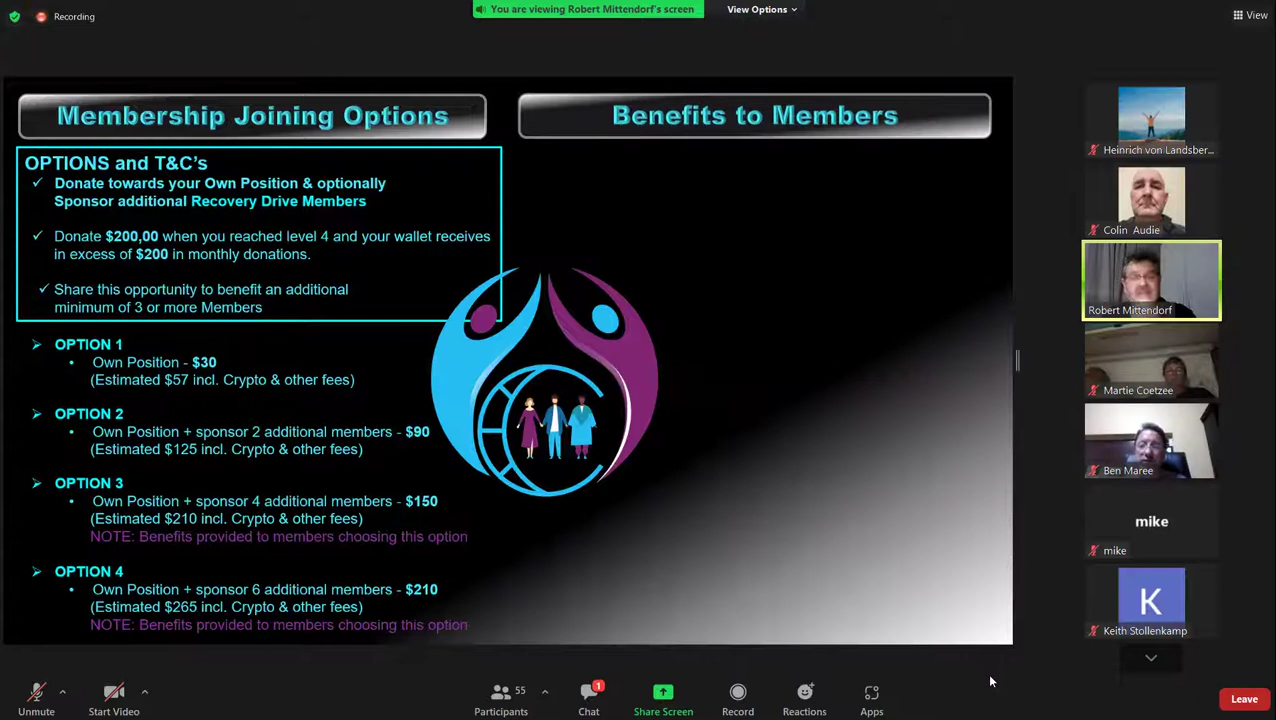 Recording
You are viewing Robert Mittendorf's screen
View Options
View
Membership Joining Options
Benefits to Members
OPTIONS and T&C's
✓ Donate towards your Own Position & optionally
Sponsor additional Recovery Drive Members
✓ Donate $200,00 when you reached level 4 and your wallet receives
in excess of $200 in monthly donations.
✓ Share this opportunity to benefit an additional
minimum of 3 or more Members
➢ OPTION 1
• Own Position - $30
(Estimated $57 incl. Crypto & other fees)
➢ OPTION 2
• Own Position + sponsor 2 additional members - $90
(Estimated $125 incl. Crypto & other fees)
➢ OPTION 3
• Own Position + sponsor 4 additional members - $150
(Estimated $210 incl. Crypto & other fees)
NOTE: Benefits provided to members choosing this option
➢ OPTION 4
• Own Position + sponsor 6 additional members - $210
(Estimated $265 incl. Crypto & other fees)
NOTE: Benefits provided to members choosing this option
Heinrich von Landsber...
Colin Audie
Robert Mittendorf
Martie Coetzee
Ben Maree
mike
mike
K
Keith Stollenkamp
Unmute
Start Video
55
Participants
1
Chat
Share Screen
Record
Reactions
Apps
Leave